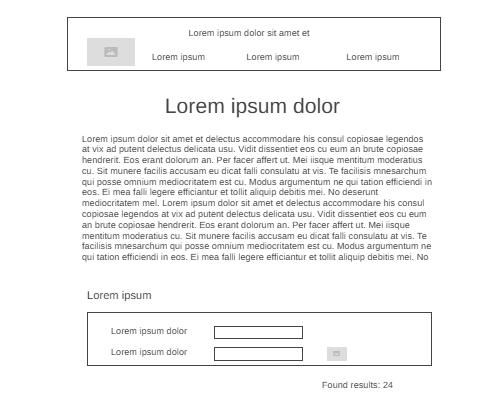 Lorem ipsum dolor sit amet et
Lorem ipsum Lorem ipsum Lorem ipsum
Lorem ipsum dolor
Lorem ipsum dolor sit amet et delectus accommodare his consul copiosae legendos
at vix ad putent delectus delicata usu. Vidit dissentiet eos cu eum an brute copiosae
hendrerit. Eos erant dolorum an. Per facer affert ut. Mei iisque mentitum moderatius
cu. Sit munere facilis accusam eu dicat falli consulatu at vis. Te facilisis mnesarchum
qui posse omnium mediocritatem est cu. Modus argumentum ne qui tation efficiendi in
eos. Ei mea falli legere efficiantur et tollit aliquip debitis mei. No deserunt
mediocritatem mel. Lorem ipsum dolor sit amet et delectus accommodare his consul
copiosae legendos at vix ad putent delectus delicata usu. Vidit dissentiet eos cu eum
an brute copiosae hendrerit. Eos erant dolorum an. Per facer affert ut. Mei iisque
mentitum moderatius cu. Sit munere facilis accusam eu dicat falli consulatu at vis. Te
facilisis mnesarchum qui posse omnium mediocritatem est cu. Modus argumentum ne
qui tation efficiendi in eos. Ei mea falli legere efficiantur et tollit aliquip debitis mei. No
Lorem ipsum
Lorem ipsum dolor
Lorem ipsum dolor
Found results: 24